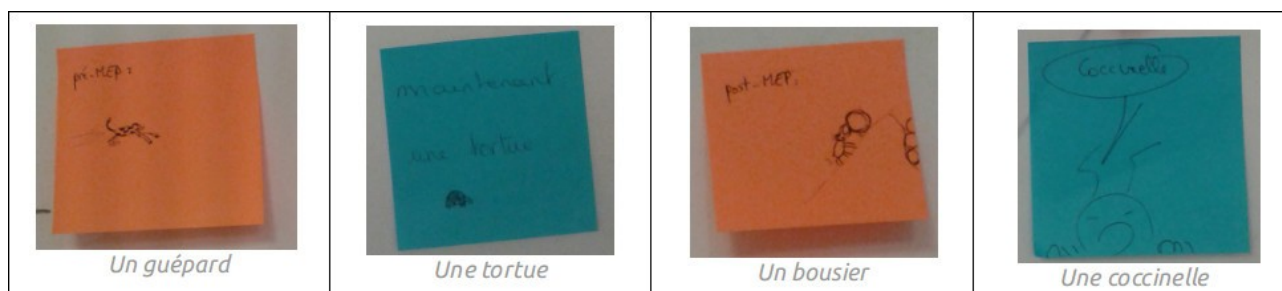 pré-MEP:
Un guépard
maintenant
une tortue
Une tortue
post-MEP:
Un bousier
Coccinelle
Une coccinelle